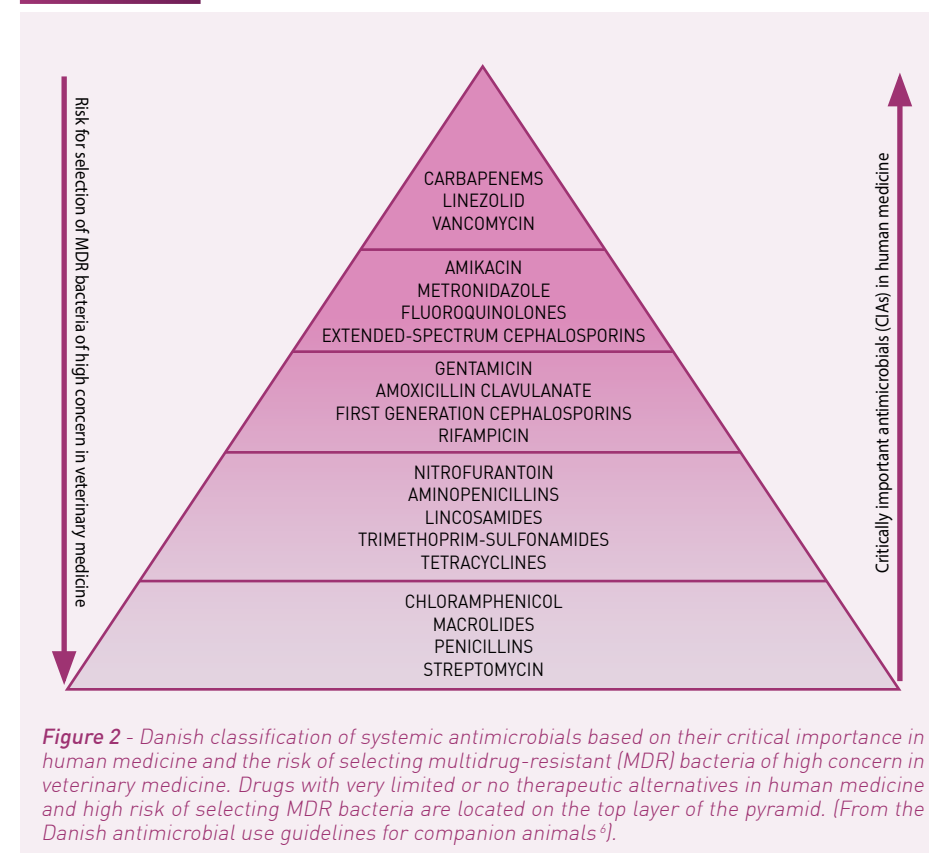 Risk for selection of MDR bacteria of high concern in veterinary medicine
CARBAPENEMS
LINEZOLID
VANCOMYCIN
AMIKACIN
METRONIDAZOLE
FLUOROQUINOLONES
EXTENDED-SPECTRUM CEPHALOSPORINS
GENTAMICIN
AMOXICILLIN CLAVULANATE
FIRST GENERATION CEPHALOSPORINS
RIFAMPICIN
NITROFURANTOIN
AMINOPENICILLINS
LINCOSAMIDES
TRIMETHOPRIM-SULFONAMIDES
TETRACYCLINES
CHLORAMPHENICOL
MACROLIDES
PENICILLINS
STREPTOMYCIN
Critically important antimicrobials (CIAs) in human medicine
Figure 2 - Danish classification of systemic antimicrobials based on their critical importance in
human medicine and the risk of selecting multidrug-resistant (MDR) bacteria of high concern in
veterinary medicine. Drugs with very limited or no therapeutic alternatives in human medicine
and high risk of selecting MDR bacteria are located on the top layer of the pyramid. (From the
Danish antimicrobial use guidelines for companion animals⁶).